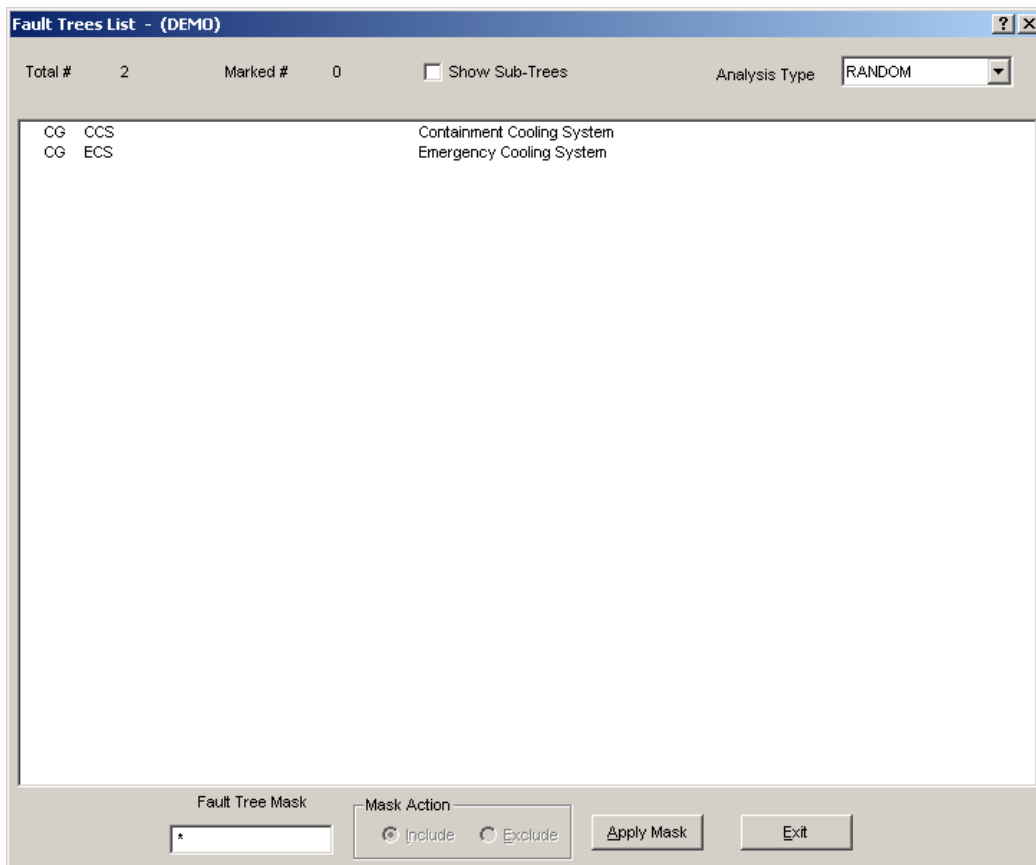 Fault Trees List - (DEMO)
Total # 2 Marked # 0 Show Sub-Trees Analysis Type RANDOM
CG CCS Containment Cooling System
CG ECS Emergency Cooling System
Fault Tree Mask
Mask Action
* Include Exclude Apply Mask Exit